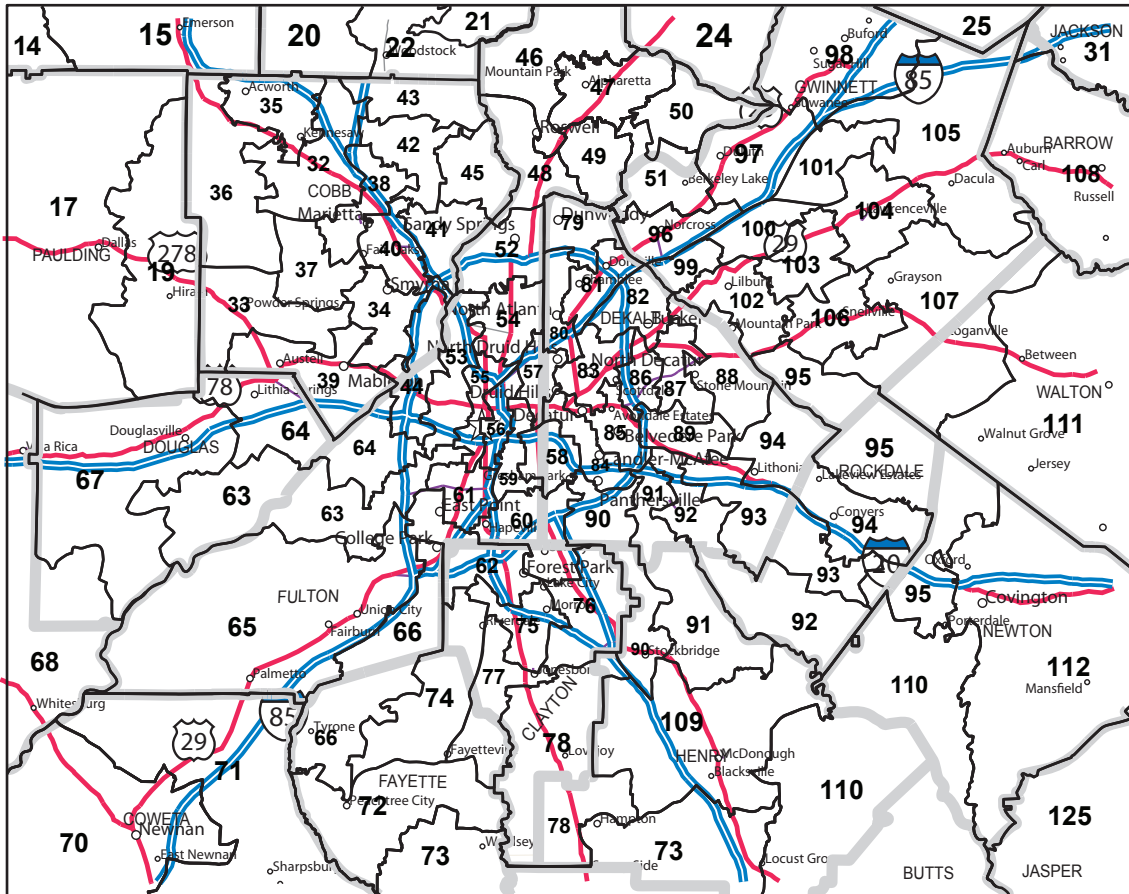 Emerson
15
14
20
22
Woodstock
21
46
Mountain Park
Alpharetta
47
24
Buford
98
Sugar Hill
GWINNETT
85
25
JACKSON
31
Acworth
35
43
Kennesaw
32
42
COBB
38
45
Roswell
48
49
50
Suwanee
97
Duluth
51
Berkeley Lake
101
105
BARROW
Auburn
Carl
108
Russell
Dacula
17
36
Marietta
Sandy Springs
41
40
Fair Oaks
52
79
Dunwoody
96
Norcross
100
104
Lawrenceville
29
PAULDING
Dallas
278
19
Hiram
33
Powder Springs
37
34
Smyrna
Doraville
Chamblee
81
82
99
Lilburn
103
102
Grayson
107
North Atlanta
54
80
DEKALB
Tucker
Mountain Park
106
Snellville
Loganville
Between
North Druid Hills
53
57
North Decatur
Austell
39
Mableton
78
Lithia Springs
44
55
Druid Hills
83
86
Scottdale
87
88
Stone Mountain
95
WALTON
111
Walnut Grove
Jersey
Decatur
Avondale Estates
56
85
Belvedere Park
89
94
Villa Rica
Douglasville
DOUGLAS
64
64
67
63
63
58
84
Candler-McAfee
Lithonia
95
ROCKDALE
Lakeview Estates
59
Gresham Park
61
East Point
60
Hapeville
Panthersville
90
91
92
93
Conyers
94
20
College Park
62
Forest Park
Lake City
Morrow
76
93
Oxford
95
Covington
Porterdale
NEWTON
FULTON
65
Union City
Fairburn
66
Riverdale
75
91
92
90
Stockbridge
68
Palmetto
74
77
Jonesboro
CLAYTON
110
112
Mansfield
Whitesburg
85
29
71
Tyrone
66
Fayetteville
78
Lovejoy
109
HENRY
McDonough
Blacksville
FAYETTE
72
Peachtree City
110
70
COWETA
Newnan
East Newnan
Sharpsburg
73
Woolsey
78
Hampton
73
Locust Grove
125
BUTTS
JASPER